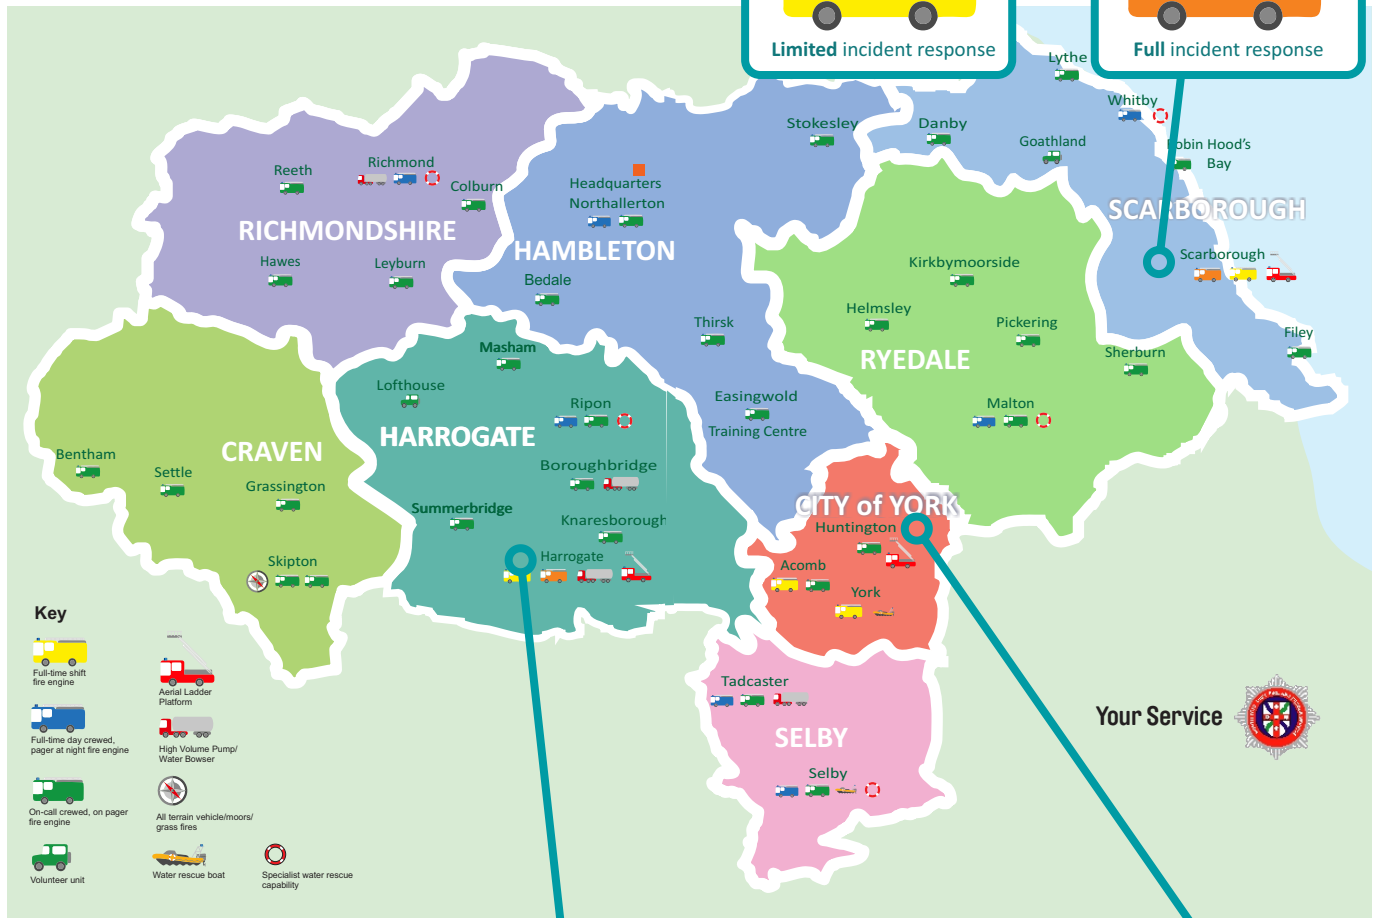 Limited incident response
Full incident response
Lythe
Whitby
Stokesley
Danby
Goathland
Robin Hood's
Bay
Reeth
Richmond
Colburn
Headquarters
Northallerton
SCARBOROUGH
RICHMONDSHIRE
HAMBLETON
Hawes
Leyburn
Bedale
Kirkbymoorside
Scarborough
Helmsley
Pickering
Thirsk
Filey
Masham
RYEDALE
Sherburn
Lofthouse
Ripon
Easingwold
Training Centre
Malton
HARROGATE
CRAVEN
Bentham
Settle
Grassington
Boroughbridge
Summerbridge
Knaresborough
CITY of YORK
Huntington
Skipton
Harrogate
Acomb
York
Key
Full-time shift
fire engine
Aerial Ladder
Platform
Full-time day crewed,
pager at night fire engine
High Volume Pump/
Water Bowser
On-call crewed, on pager
fire engine
All terrain vehicle/moors/
grass fires
Volunteer unit
Water rescue boat
Specialist water rescue
capability
Tadcaster
SELBY
Selby
Your Service